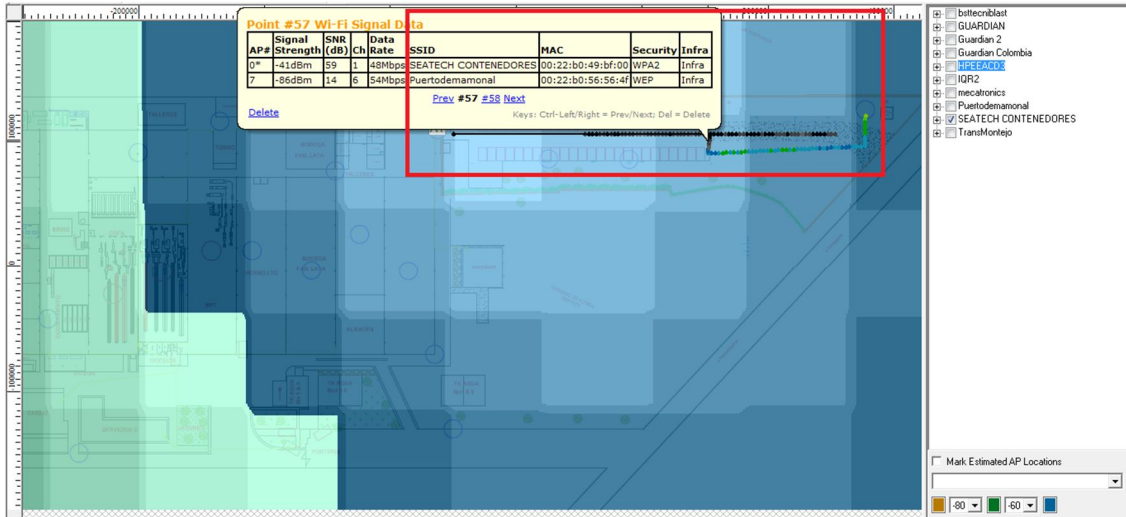 -200000
Point #57 Wi-Fi Signal Data
AP# Signal Strength SNR (dB) Ch Data Rate SSID MAC Security Infra
0* -41dBm 59 1 48Mbps SEATECH CONTENEDORES 00:22:b0:49:bf:00 WPA2 Infra
7 -86dBm 14 6 54Mbps Puertodemamonal 00:22:b0:56:56:4f WEP Infra
Prev #57 #58 Next
Delete Keys: Ctrl-Left/Right = Prev/Next; Del = Delete
100000
0
-100000
bsttecniblast
GUARDIAN
Guardian 2
Guardian Colombia
HPEEACD3
IQR2
mecatronics
Puertodemamonal
SEATECH CONTENEDORES
TransMontejo
Mark Estimated AP Locations
-80 -60